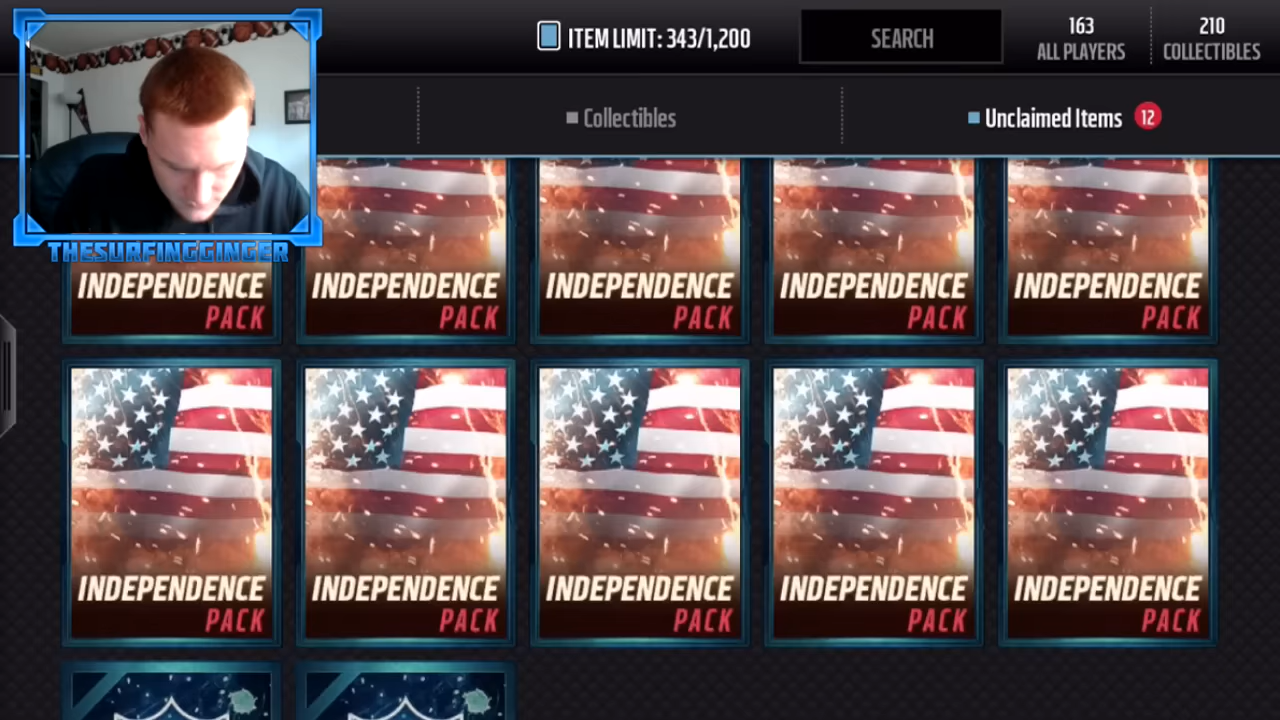 ITEM LIMIT: 343/1,200
SEARCH
163
ALL PLAYERS
210
COLLECTIBLES
Collectibles
Unclaimed Items 12
THESURFINGGINGER
INDEPENDENCE PACK
INDEPENDENCE PACK
INDEPENDENCE PACK
INDEPENDENCE PACK
INDEPENDENCE PACK
INDEPENDENCE PACK
INDEPENDENCE PACK
INDEPENDENCE PACK
INDEPENDENCE PACK
INDEPENDENCE PACK